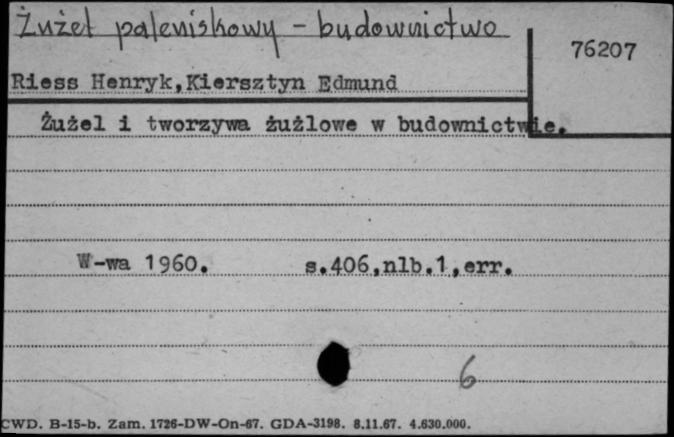 Żużel paleniskowy - budownictwo
76207
Riess Henryk,Kiersztyn Edmund
Żużel i tworzywa żużlowe w budownictwie.
W-wa 1960. s.406,nlb.1,err.
6
CWD. B-15-b. Zam. 1726-DW-On-67. GDA-3198. 8.11.67. 4.630.000.